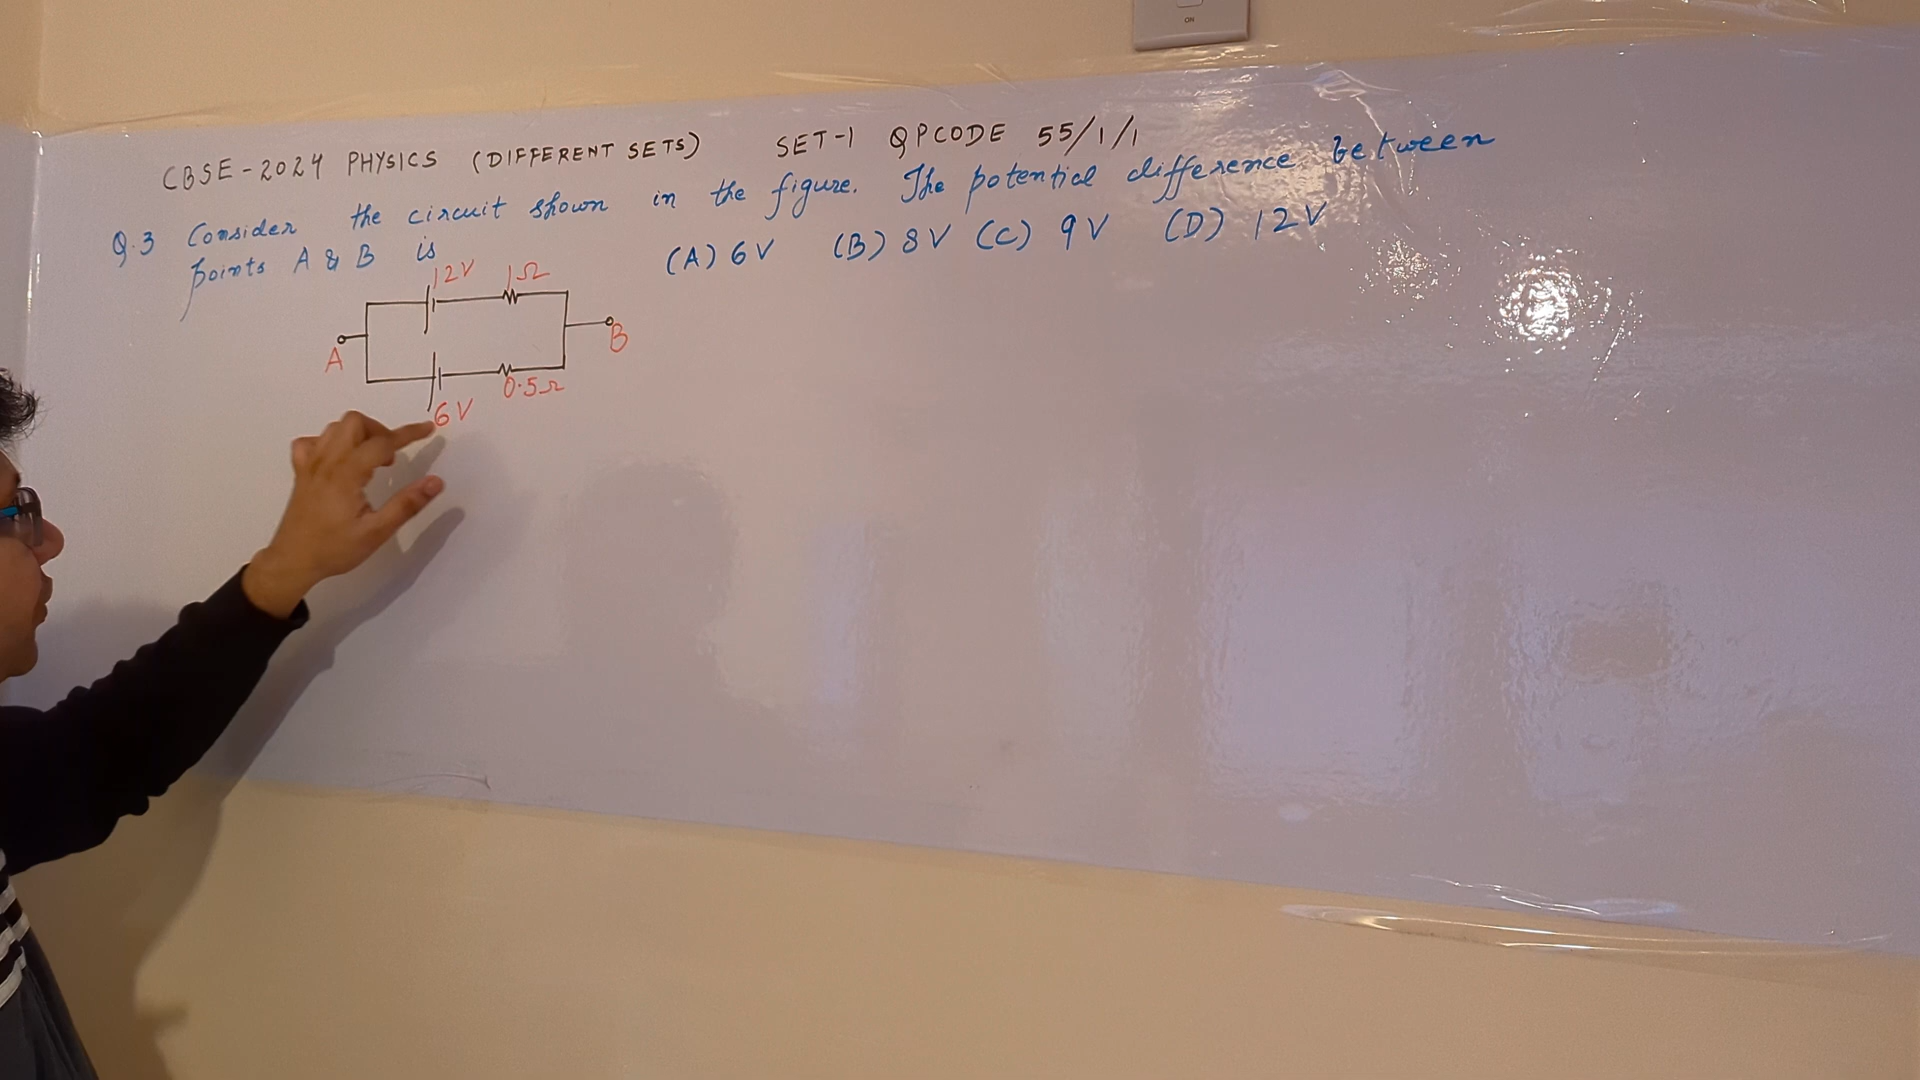 ON
CBSE-2024 PHYSICS (DIFFERENT SETS) SET-1 QPCODE 55/1/1
Q.3 Consider the circuit shown in the figure. The potential difference between
points A & B is (A) 6V (B) 8V (C) 9V (D) 12V
12V 1Ω
A B
0.5Ω
6V